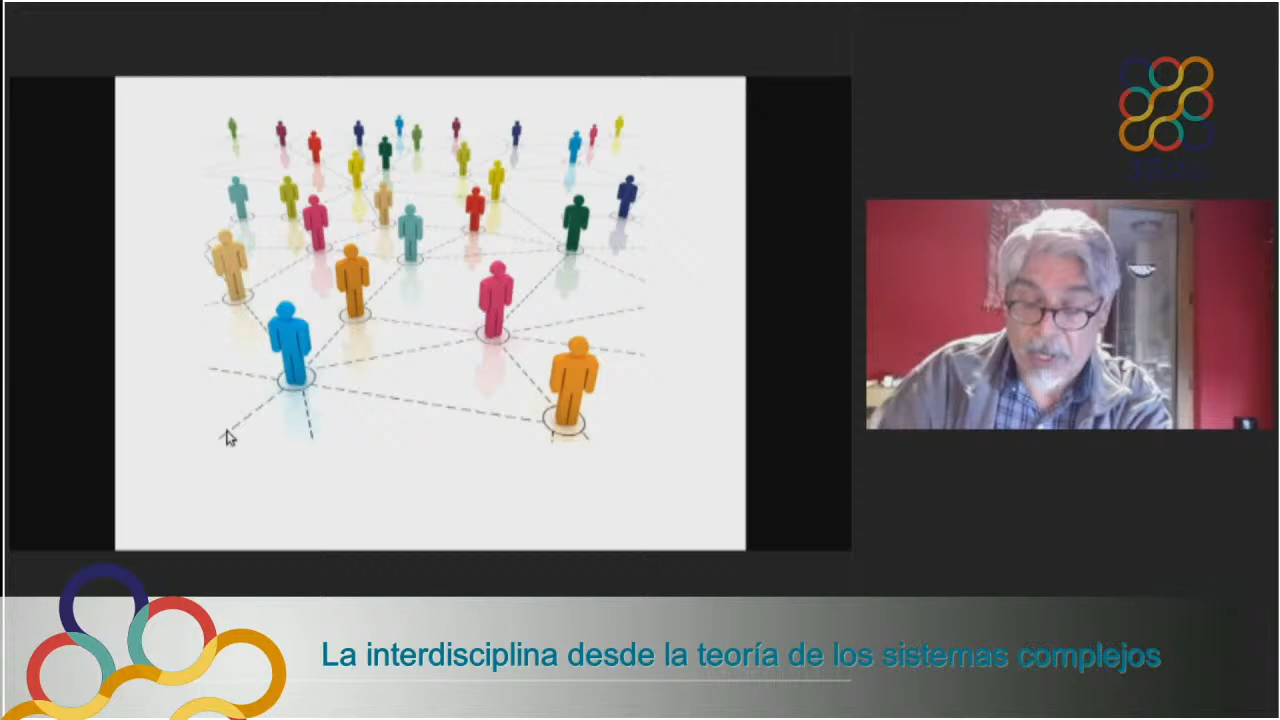 La interdisciplina desde la teoría de los sistemas complejos